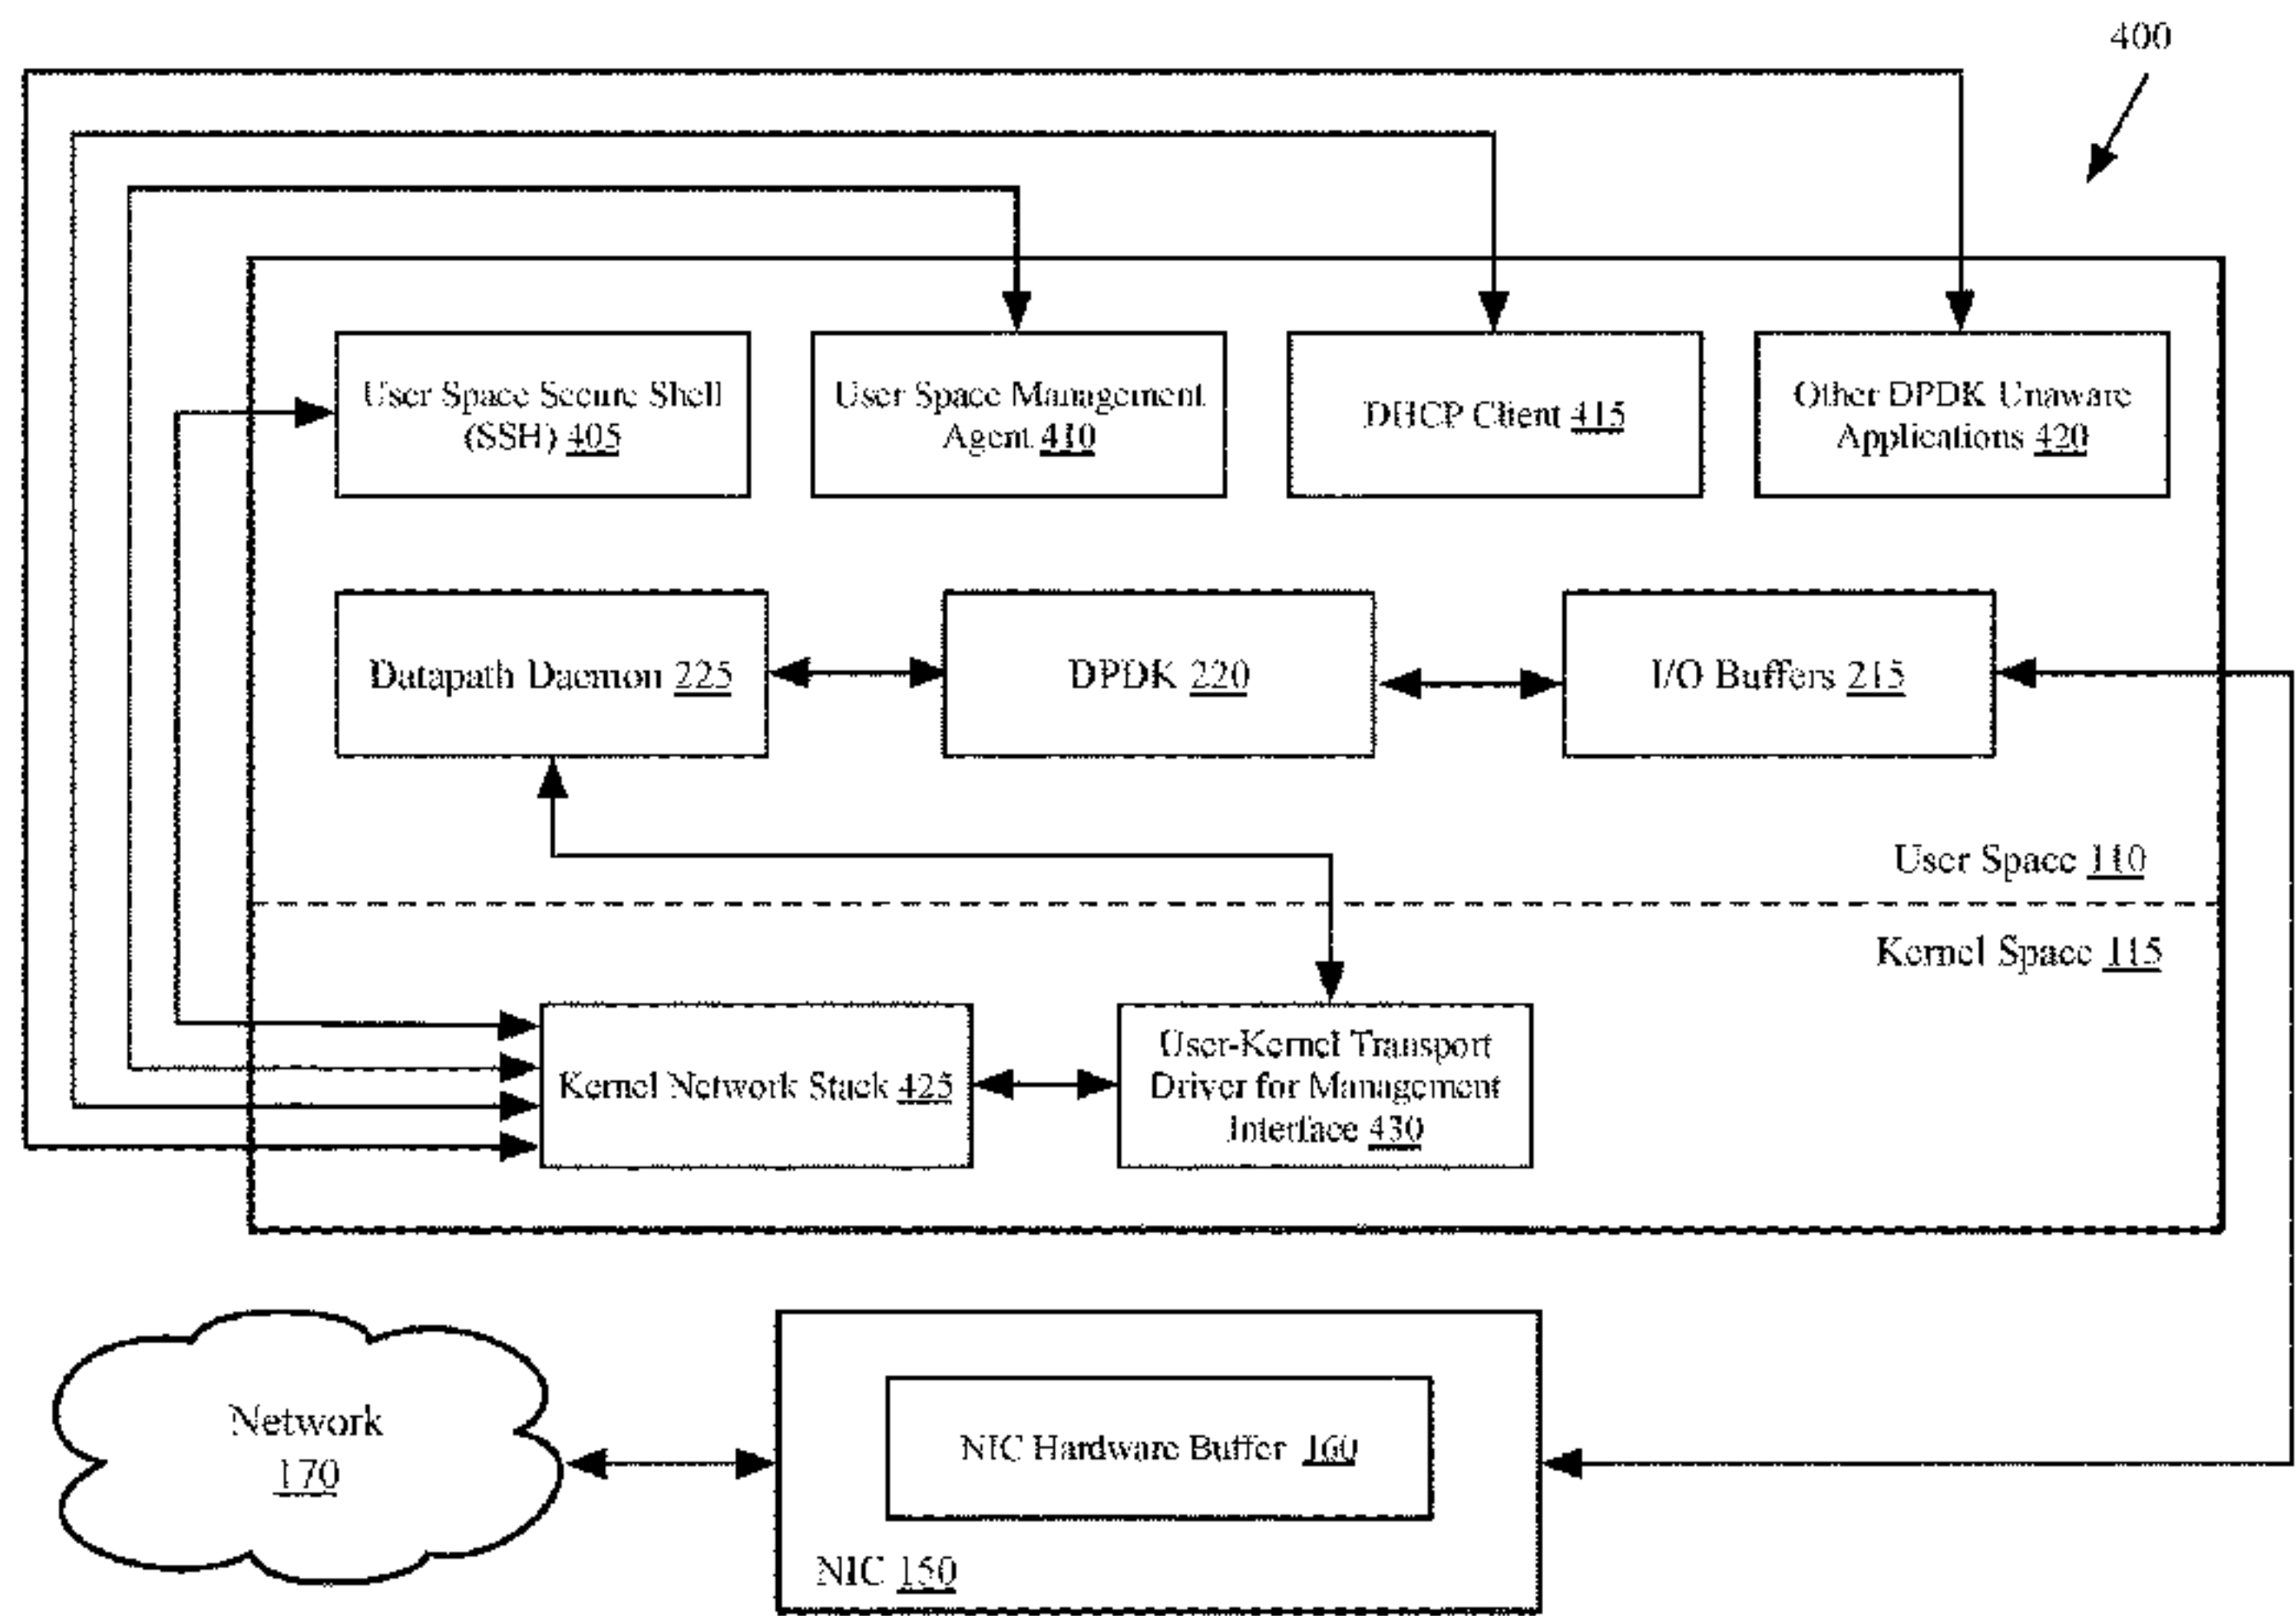 400
User Space Secure Shell
(SSH) 405
User Space Management
Agent 410
DHCP Client 415
Other DPDK Unaware
Applications 420
Datapath Daemon 225
DPDK 220
I/O Buffers 215
User Space 110
Kernel Space 115
Kernel Network Stack 425
User-Kernel Transport
Driver for Management
Interface 430
Network
170
NIC Hardware Buffer 160
NIC 150